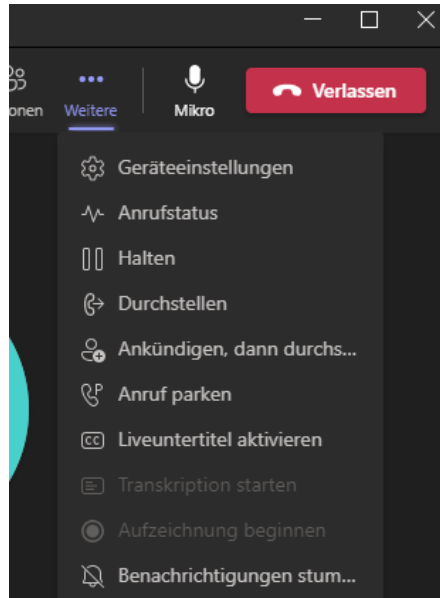 onen Weitere Mikro Verlassen
Geräteeinstellungen
Anrufstatus
Halten
Durchstellen
Ankündigen, dann durchs...
Anruf parken
CC Liveuntertitel aktivieren
Transkription starten
Aufzeichnung beginnen
Benachrichtigungen stum...